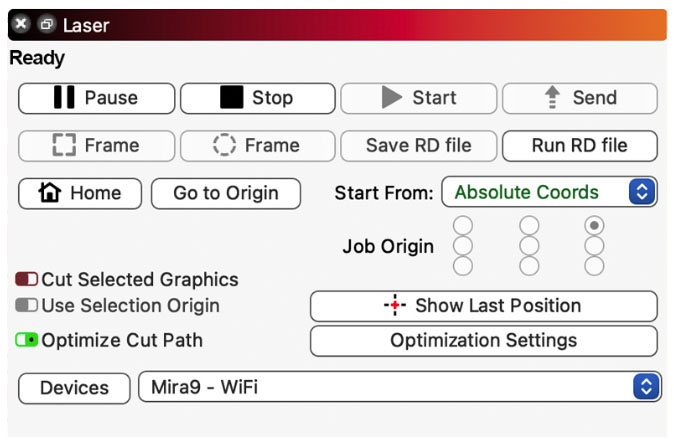 Laser
Ready
Pause Stop Start Send
Frame Frame Save RD file Run RD file
Home Go to Origin Start From: Absolute Coords
Job Origin
Cut Selected Graphics
Use Selection Origin Show Last Position
Optimize Cut Path Optimization Settings
Devices Mira9 - WiFi